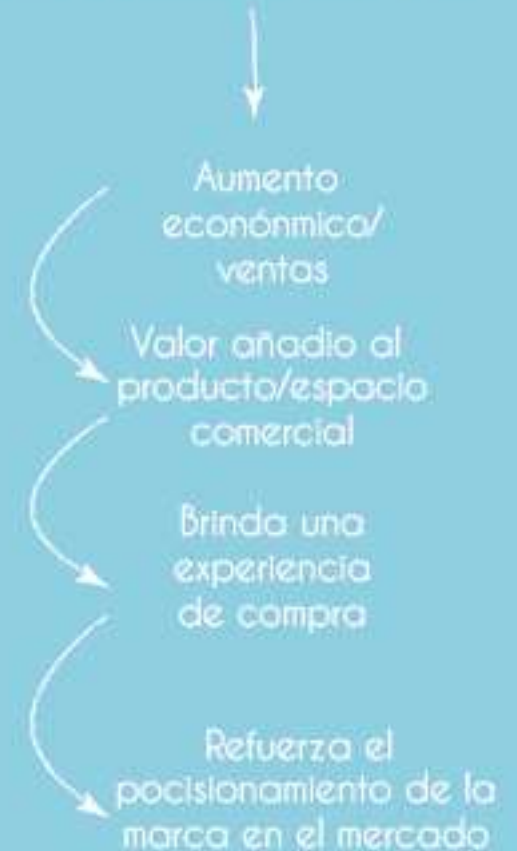 Aumento
econónmica/
ventas
Valor añadio al
producto/espacio
comercial
Brinda una
experiencia
de compra
Refuerza el
pocisionamiento de la
marca en el mercado